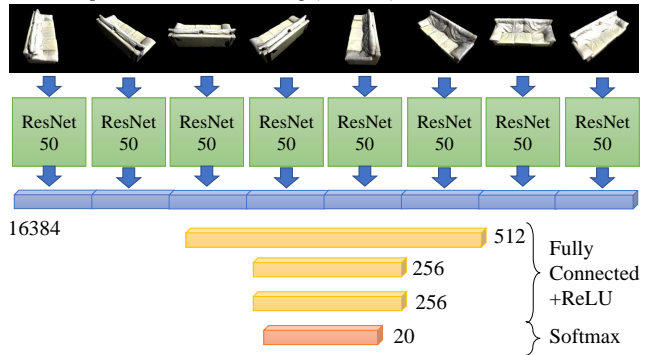 ResNet ResNet ResNet ResNet ResNet ResNet ResNet ResNet
50 50 50 50 50 50 50 50
16384
512
256
256
20
Fully
Connected
+ReLU
Softmax